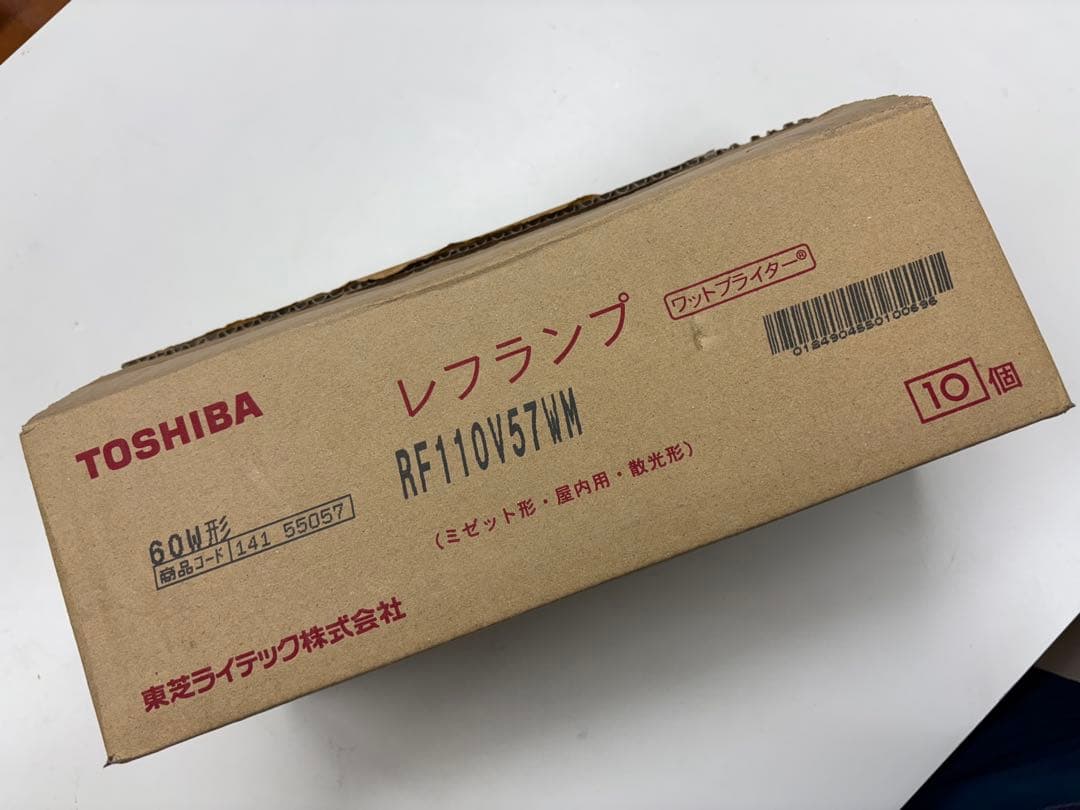 TOSHIBA
レフランプ
ワットブライター®
RF110V57WM
(ミゼット形・屋内用・散光形)
60W形
商品コード 141 55057
東芝ライテック株式会社
10個